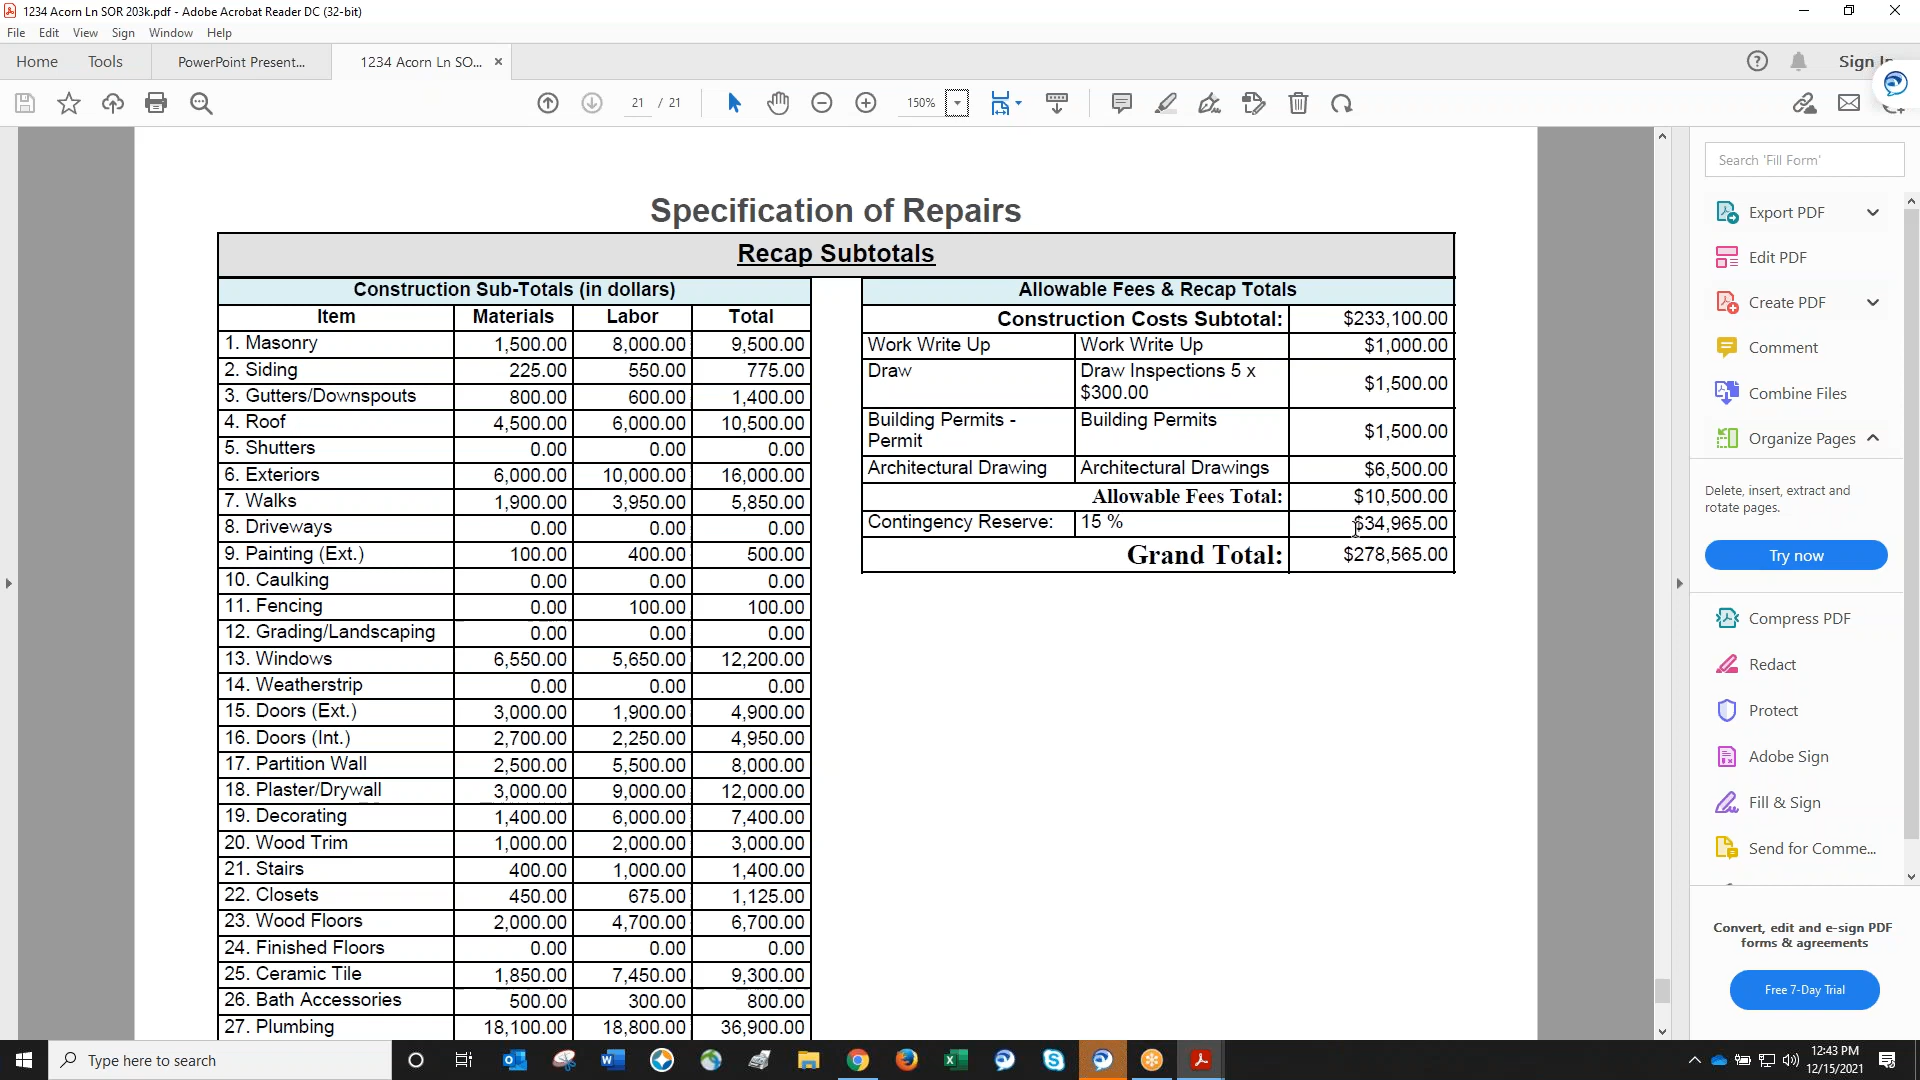 1234 Acorn Ln SOR 203k.pdf - Adobe Acrobat Reader DC (32-bit)
File Edit View Sign Window Help
Home Tools PowerPoint Present... 1234 Acorn Ln SO... × Sign In
21 / 21 150%
Specification of Repairs
Recap Subtotals
Construction Sub-Totals (in dollars)
Item Materials Labor Total
1. Masonry 1,500.00 8,000.00 9,500.00
2. Siding 225.00 550.00 775.00
3. Gutters/Downspouts 800.00 600.00 1,400.00
4. Roof 4,500.00 6,000.00 10,500.00
5. Shutters 0.00 0.00 0.00
6. Exteriors 6,000.00 10,000.00 16,000.00
7. Walks 1,900.00 3,950.00 5,850.00
8. Driveways 0.00 0.00 0.00
9. Painting (Ext.) 100.00 400.00 500.00
10. Caulking 0.00 0.00 0.00
11. Fencing 0.00 100.00 100.00
12. Grading/Landscaping 0.00 0.00 0.00
13. Windows 6,550.00 5,650.00 12,200.00
14. Weatherstrip 0.00 0.00 0.00
15. Doors (Ext.) 3,000.00 1,900.00 4,900.00
16. Doors (Int.) 2,700.00 2,250.00 4,950.00
17. Partition Wall 2,500.00 5,500.00 8,000.00
18. Plaster/Drywall 3,000.00 9,000.00 12,000.00
19. Decorating 1,400.00 6,000.00 7,400.00
20. Wood Trim 1,000.00 2,000.00 3,000.00
21. Stairs 400.00 1,000.00 1,400.00
22. Closets 450.00 675.00 1,125.00
23. Wood Floors 2,000.00 4,700.00 6,700.00
24. Finished Floors 0.00 0.00 0.00
25. Ceramic Tile 1,850.00 7,450.00 9,300.00
26. Bath Accessories 500.00 300.00 800.00
27. Plumbing 18,100.00 18,800.00 36,900.00
Allowable Fees & Recap Totals
Construction Costs Subtotal: $233,100.00
Work Write Up Work Write Up $1,000.00
Draw Draw Inspections 5 x
$300.00 $1,500.00
Building Permits - Building Permits
Permit $1,500.00
Architectural Drawing Architectural Drawings $6,500.00
Allowable Fees Total: $10,500.00
Contingency Reserve: 15 % $34,965.00
Grand Total: $278,565.00
Search 'Fill Form'
Export PDF
Edit PDF
Create PDF
Comment
Combine Files
Organize Pages
Delete, insert, extract and
rotate pages.
Try now
Compress PDF
Redact
Protect
Adobe Sign
Fill & Sign
Send for Comme...
Convert, edit and e-sign PDF
forms & agreements
Free 7-Day Trial
Type here to search
12:43 PM
12/15/2021